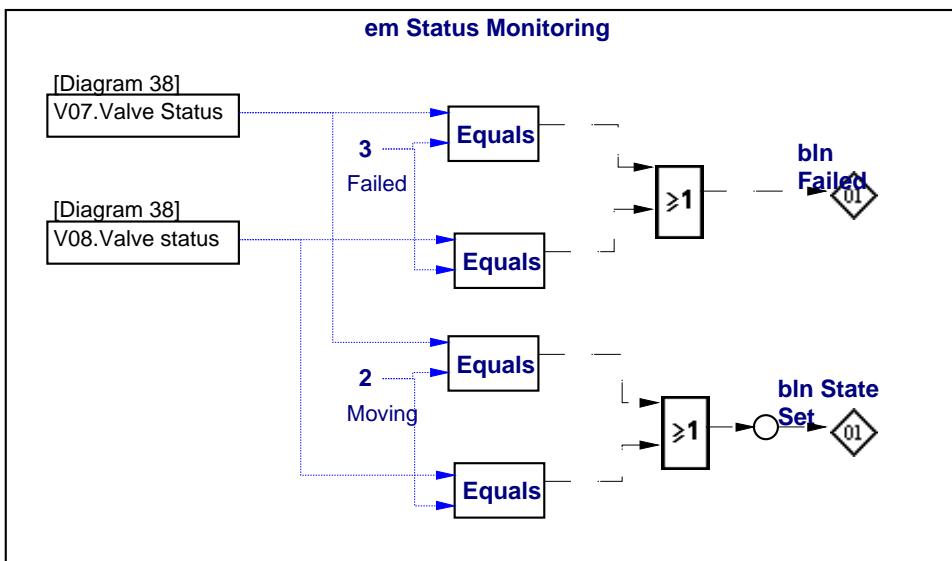 em Status Monitoring
[Diagram 38]
V07.Valve Status
Equals
3
Failed
bln
Failed
≥1
01
[Diagram 38]
V08.Valve status
Equals
Equals
2
Moving
bln State
Set
≥1
01
Equals